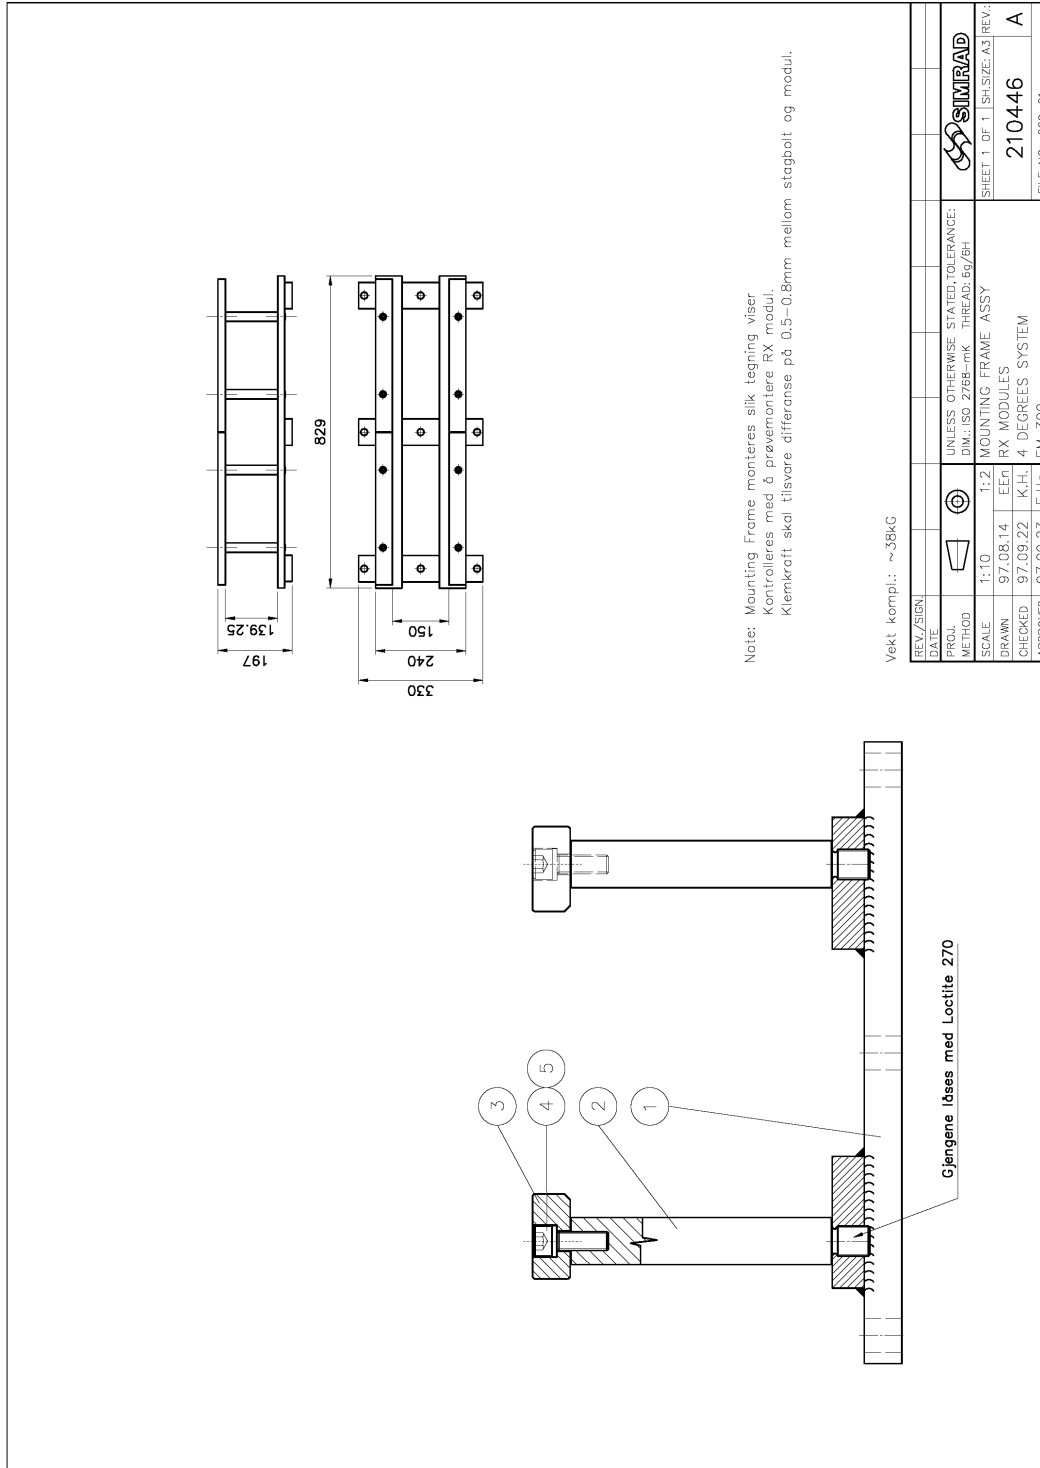 197
139.25
829
330
240
150
Note: Mounting Frame monteres slik tegning viser
Kontrolleres med å prøvemontere RX modul.
Klemkraft skal tilsvare differanse på 0.5-0.8mm mellom stagbolt og modul.
Vekt kompl.: ~38kG
3
4 5
2
1
Gjengene låses med Loctite 270
REV./SIGN.
DATE
PROJ.
METHOD
UNLESS OTHERWISE STATED, TOLERANCE:
DIM.: ISO 2768-mK THREAD: 6g/6H
SIMRAD
SCALE 1:10 1:2
DRAWN 97.08.14 EEn
CHECKED 97.09.22 K.H.
MOUNTING FRAME ASSY
RX MODULES
4 DEGREES SYSTEM
SHEET 1 OF 1 SH.SIZE: A3 REV.:
210446 A